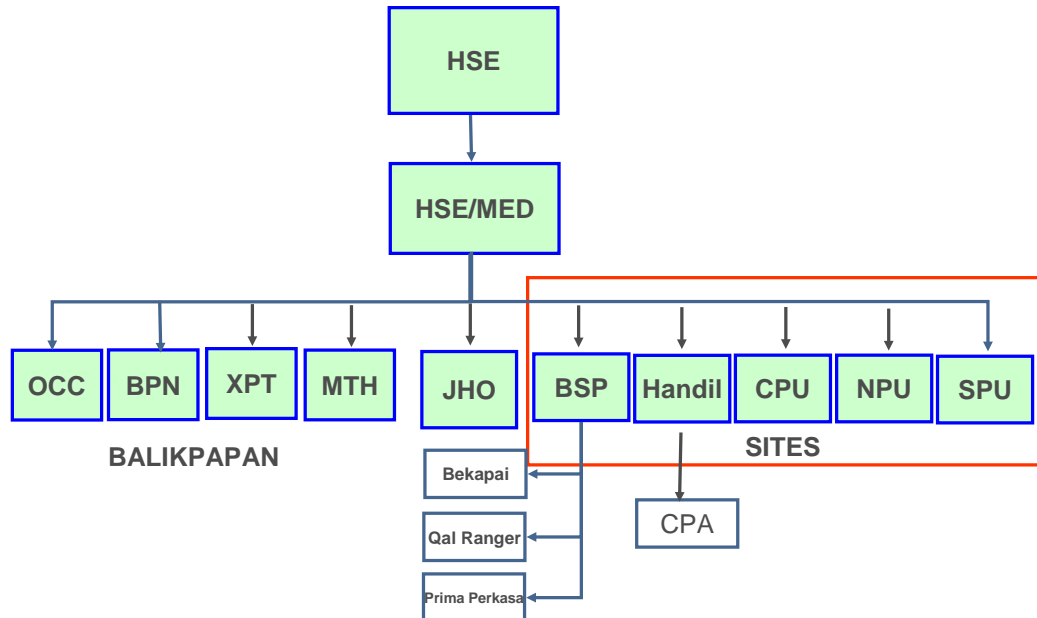 HSE
HSE/MED
OCC
BPN
XPT
MTH
JHO
BSP
Handil
CPU
NPU
SPU
BALIKPAPAN
SITES
Bekapai
Qal Ranger
Prima Perkasa
CPA